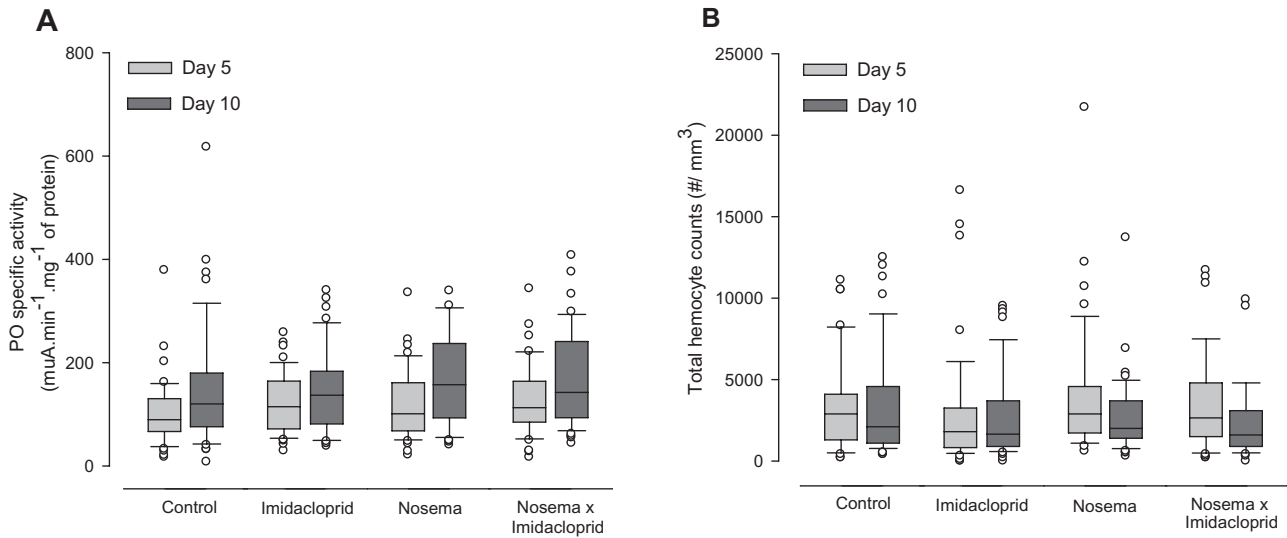 A
800
600
400
200
0
Day 5
Day 10
PO specific activity
(muA.min⁻¹.mg⁻¹ of protein)
Control
Imidacloprid
Nosema
Nosema x
Imidacloprid
B
25000
20000
15000
10000
5000
0
Day 5
Day 10
Total hemocyte counts (#/ mm³)
Control
Imidacloprid
Nosema
Nosema x
Imidacloprid